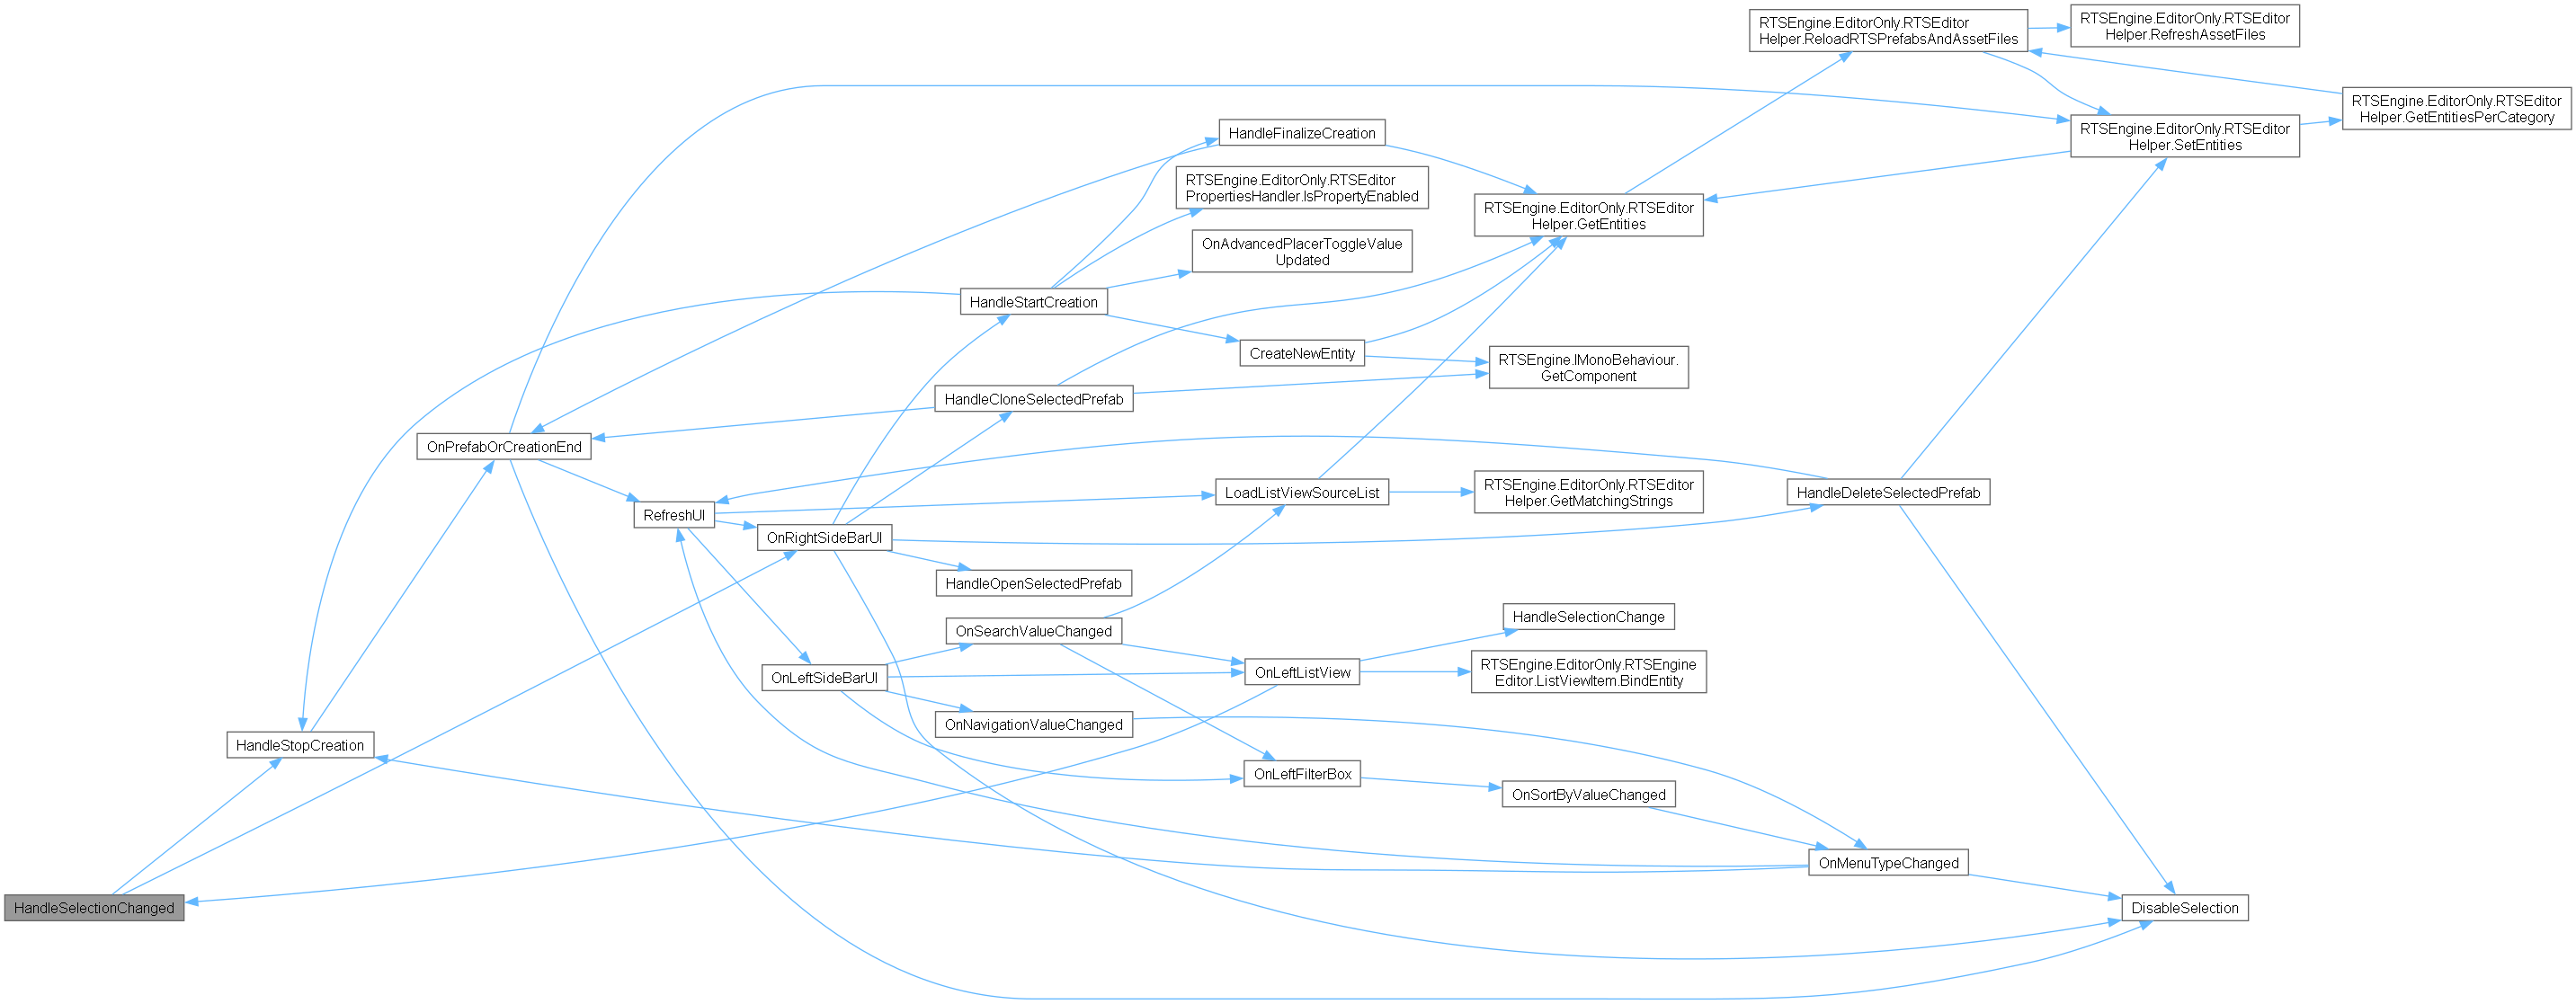 RTSEngine.EditorOnly.RTSEditor
Helper.ReloadRTSPrefabsAndAssetFiles
RTSEngine.EditorOnly.RTSEditor
Helper.RefreshAssetFiles
RTSEngine.EditorOnly.RTSEditor
Helper.GetEntitiesPerCategory
RTSEngine.EditorOnly.RTSEditor
Helper.SetEntities
HandleFinalizeCreation
RTSEngine.EditorOnly.RTSEditor
PropertiesHandler.IsPropertyEnabled
RTSEngine.EditorOnly.RTSEditor
Helper.GetEntities
OnAdvancedPlacerToggleValue
Updated
HandleStartCreation
CreateNewEntity
RTSEngine.IMonoBehaviour.
GetComponent
HandleCloneSelectedPrefab
OnPrefabOrCreationEnd
LoadListViewSourceList
RTSEngine.EditorOnly.RTSEditor
Helper.GetMatchingStrings
HandleDeleteSelectedPrefab
RefreshUI
OnRightSideBarUI
HandleOpenSelectedPrefab
HandleSelectionChange
OnSearchValueChanged
OnLeftSideBarUI
OnLeftListView
RTSEngine.EditorOnly.RTSEngine
Editor.ListViewItem.BindEntity
OnNavigationValueChanged
HandleStopCreation
OnLeftFilterBox
OnSortByValueChanged
OnMenuTypeChanged
HandleSelectionChanged
DisableSelection